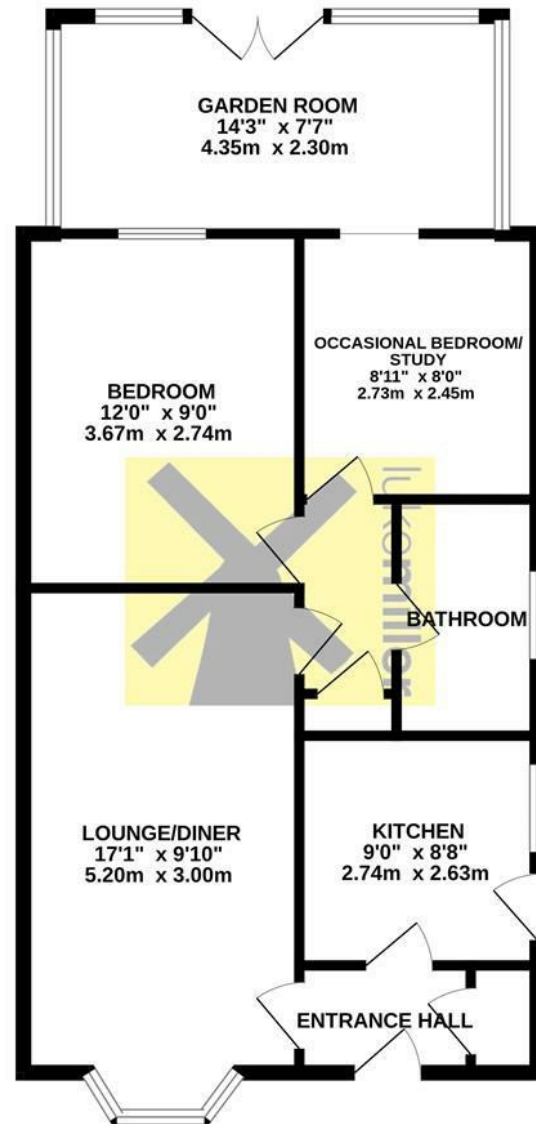 GARDEN ROOM
14'3" x 7'7"
4.35m x 2.30m
OCCASIONAL BEDROOM/
STUDY
8'11" x 8'0"
2.73m x 2.45m
BEDROOM
12'0" x 9'0"
3.67m x 2.74m
lukemiller
BATHROOM
LOUNGE/DINER
17'1" x 9'10"
5.20m x 3.00m
KITCHEN
9'0" x 8'8"
2.74m x 2.63m
ENTRANCE HALL